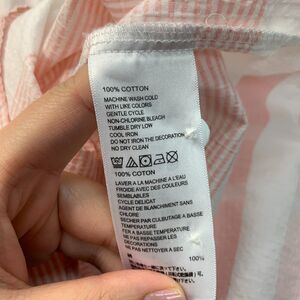 100% COTTON
MACHINE WASH COLD
WITH LIKE COLORS
GENTLE CYCLE
NON-CHLORINE BLEACH
TUMBLE DRY LOW
COOL IRON
DO NOT IRON THE DECORATION
NO DRY CLEAN
100% COTON
LAVER A LA MACHINE A L'EAU
FROIDE AVEC DES COULEURS
SEMBLABLES
CYCLE DELICAT
AGENT DE BLANCHIMENT SANS
CHLORE
SECHER PAR CULBUTAGE A BASSE
TEMPERATURE
FER A BASSE TEMPERATURE
NE PAS REPASSER LES
DECORATIONS
NE PAS NETTOYER A SEC
100%